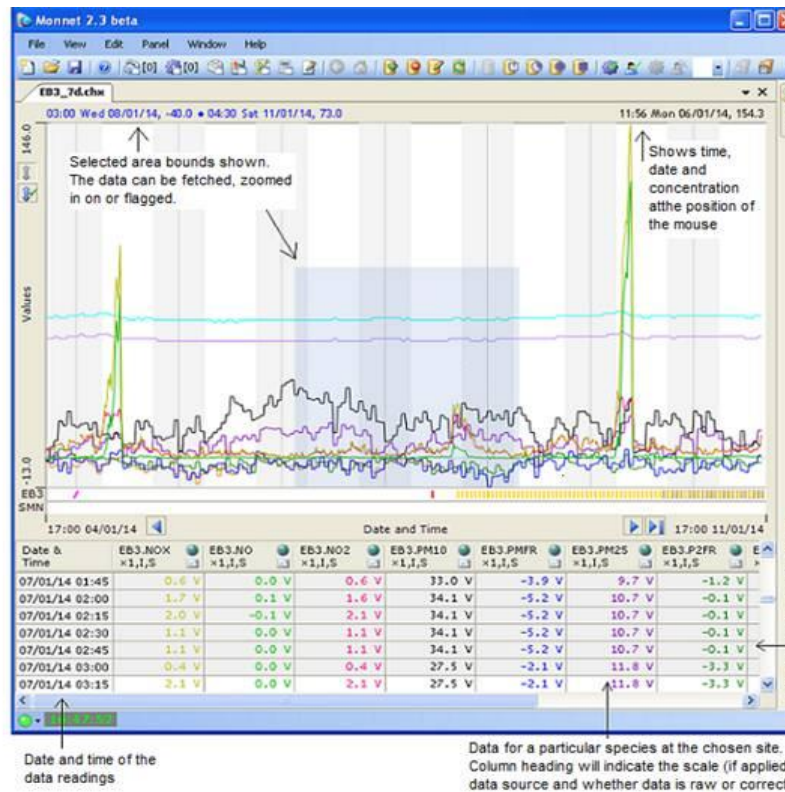 Monnet 2.3 beta
File View Edit Panel Window Help
[0] [0]
EB3_7d.chx
03:00 Wed 08/01/14, -40.0 • 04:30 Sat 11/01/14, 73.0 11:56 Mon 06/01/14, 154.3
146.0
Values
-13.0
Selected area bounds shown.
The data can be fetched, zoomed
in on or flagged.
Shows time,
date and
concentration
atthe position of
the mouse
EB3
SMN
17:00 04/01/14 Date and Time 17:00 11/01/14
Date & Time EB3.NOX ×1,I,S EB3.NO ×1,I,S EB3.NO2 ×1,I,S EB3.PM10 ×1,I,S EB3.PMFR ×1,I,S EB3.PM25 ×1,I,S EB3.P2FR ×1,I,S
07/01/14 01:45 0.6 V 0.0 V 0.6 V 33.0 V -3.9 V 9.7 V -1.2 V
07/01/14 02:00 1.7 V 0.1 V 1.6 V 34.1 V -5.2 V 10.7 V -0.1 V
07/01/14 02:15 2.0 V -0.1 V 2.1 V 34.1 V -5.2 V 10.7 V -0.1 V
07/01/14 02:30 1.1 V 0.0 V 1.1 V 34.1 V -5.2 V 10.7 V -0.1 V
07/01/14 02:45 1.1 V 0.0 V 1.1 V 34.1 V -5.2 V 10.7 V -0.1 V
07/01/14 03:00 0.4 V 0.0 V 0.4 V 27.5 V -2.1 V 11.8 V -3.3 V
07/01/14 03:15 2.1 V 0.0 V 2.1 V 27.5 V -2.1 V 11.8 V -3.3 V
Date and time of the
data readings
Data for a particular species at the chosen site.
Column heading will indicate the scale (if applied
data source and whether data is raw or correct